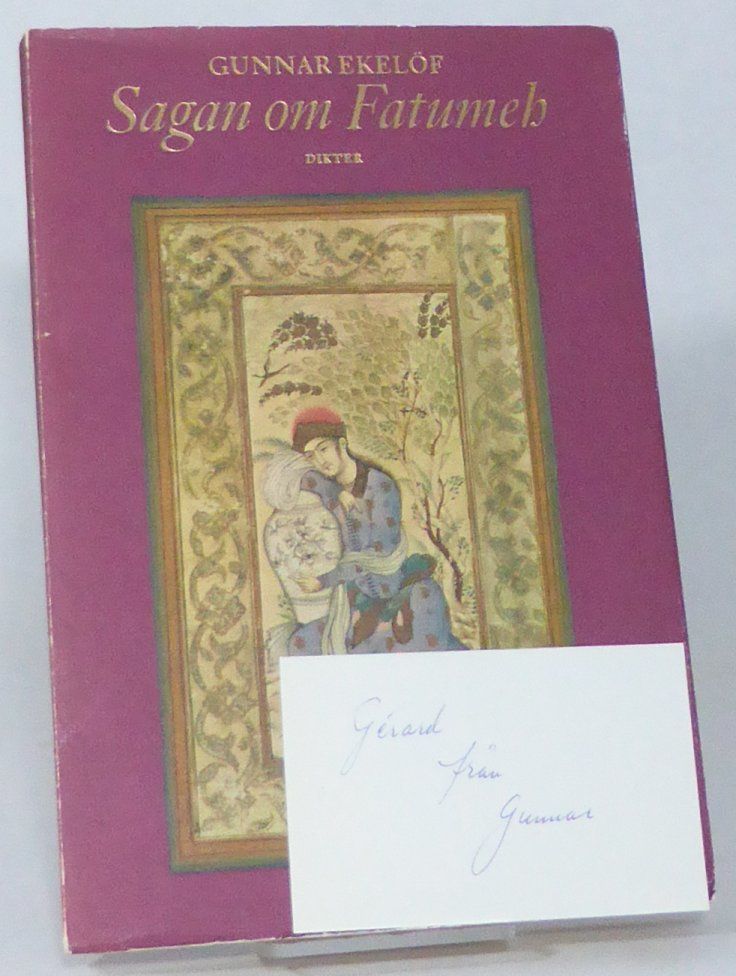 GUNNAR EKELÖF
Sagan om Fatumeh
DIKTER
Gérard
från
Gunnar